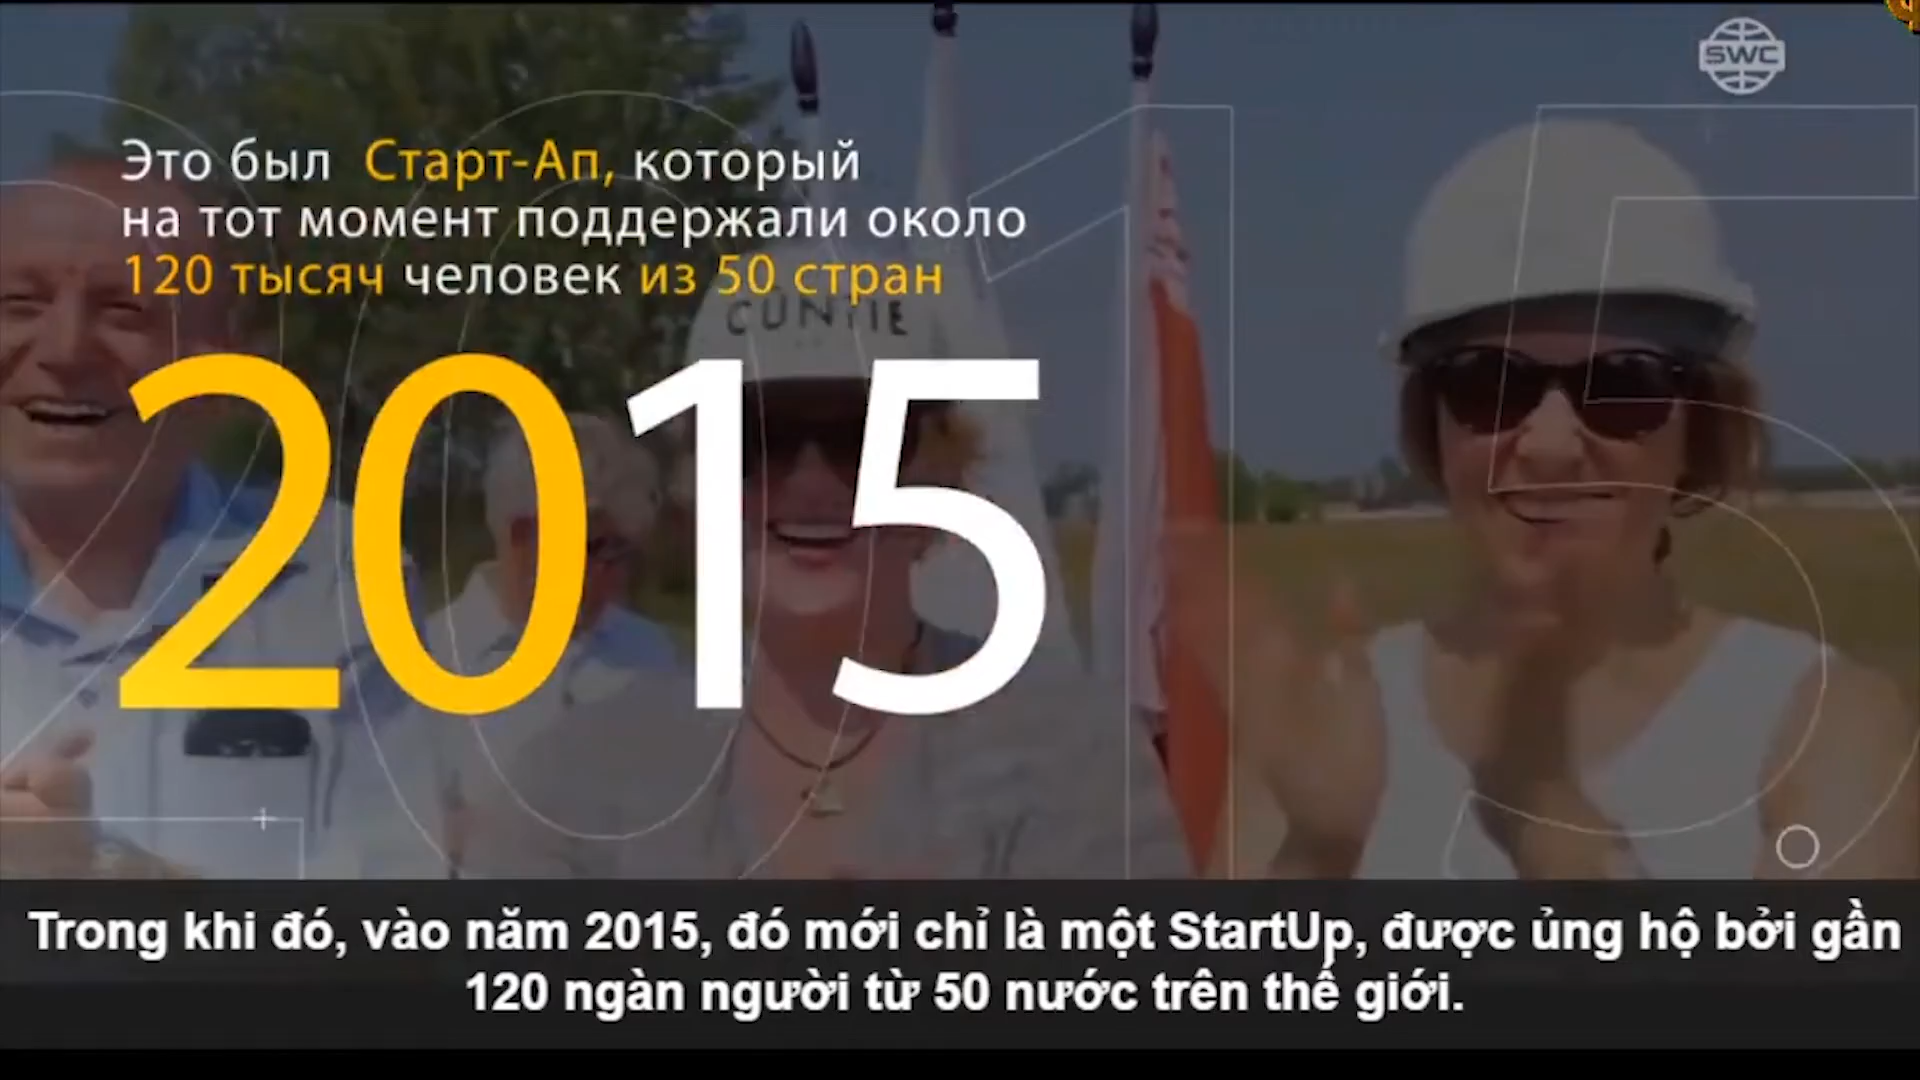 SWC
Это был Старт-Ап, который
на тот момент поддержали около
120 тысяч человек из 50 стран
2015
Trong khi đó, vào năm 2015, đó mới chỉ là một StartUp, được ủng hộ bởi gần
120 ngàn người từ 50 nước trên thế giới.